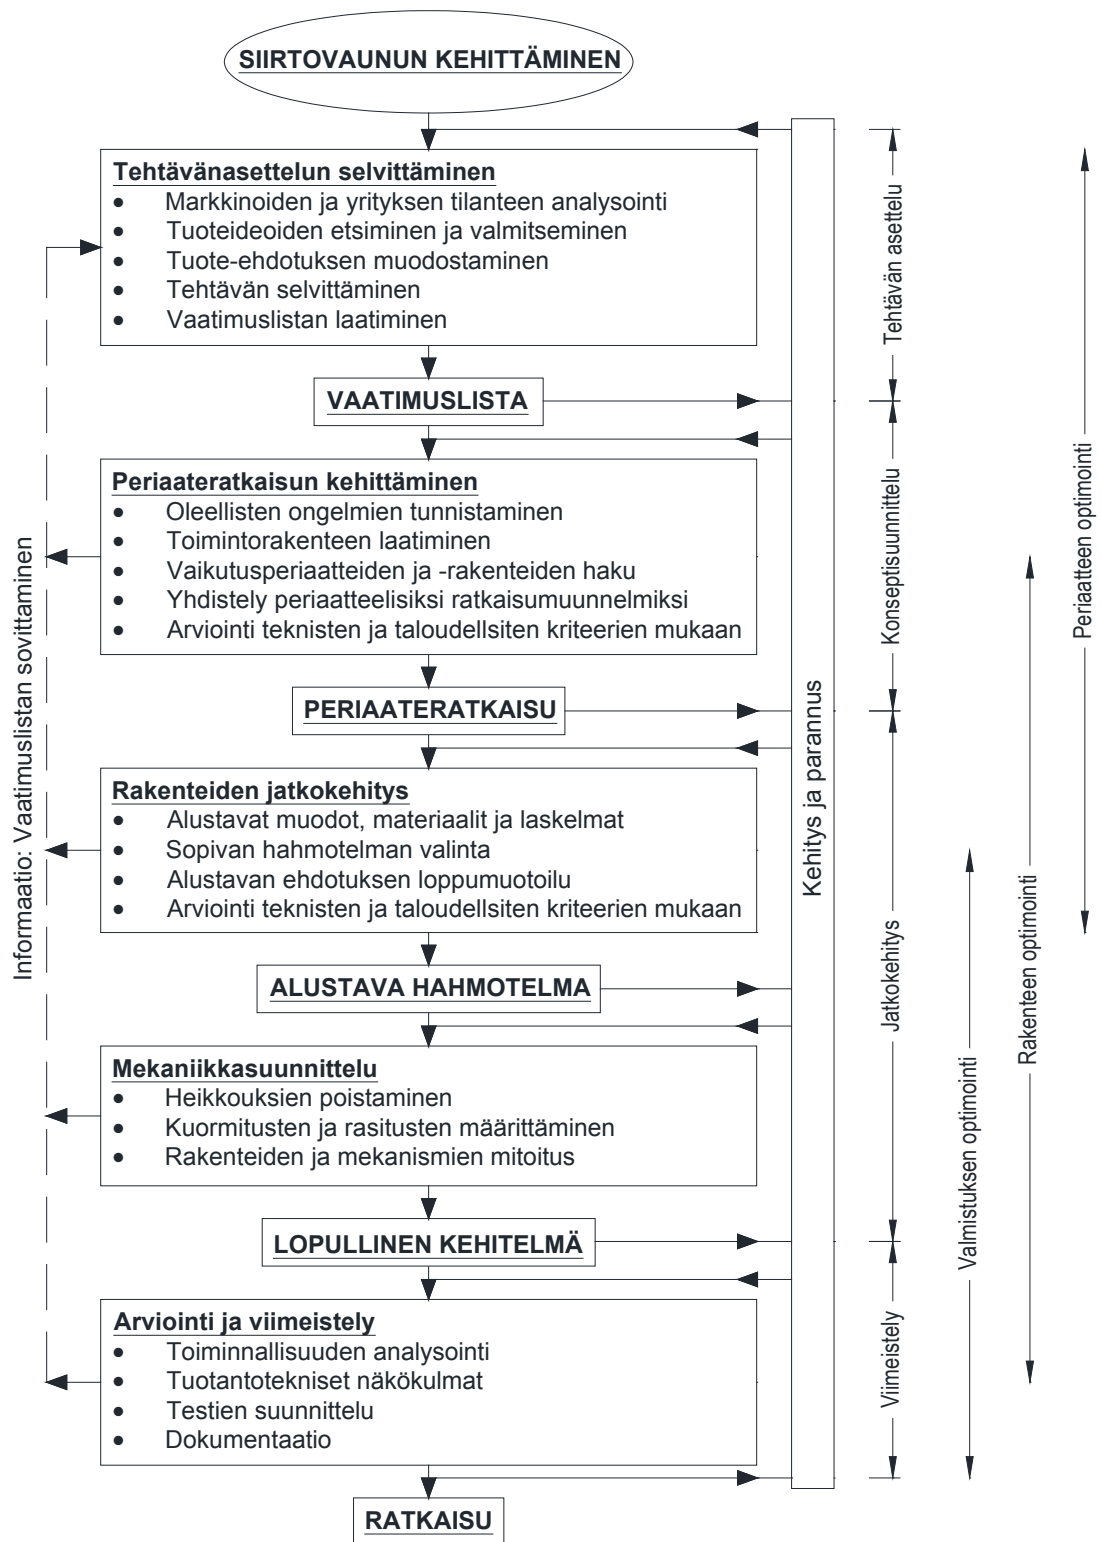 SIIRTOVAUNUN KEHITTÄMINEN
Tehtävänasettelun selvittäminen
• Markkinoiden ja yrityksen tilanteen analysointi
• Tuoteideoiden etsiminen ja valmitseminen
• Tuote-ehdotuksen muodostaminen
• Tehtävän selvittäminen
• Vaatimuslistan laatiminen
VAATIMUSLISTA
Periaateratkaisun kehittäminen
• Oleellisten ongelmien tunnistaminen
• Toimintorakenteen laatiminen
• Vaikutusperiaatteiden ja -rakenteiden haku
• Yhdistely periaatteelisiksi ratkaisumuunnelmiksi
• Arviointi teknisten ja taloudellsiten kriteerien mukaan
PERIAATERATKAISU
Rakenteiden jatkokehitys
• Alustavat muodot, materiaalit ja laskelmat
• Sopivan hahmotelman valinta
• Alustavan ehdotuksen loppumuotoilu
• Arviointi teknisten ja taloudellsiten kriteerien mukaan
ALUSTAVA HAHMOTELMA
Mekaniikkasuunnittelu
• Heikkouksien poistaminen
• Kuormitusten ja rasitusten määrittäminen
• Rakenteiden ja mekanismien mitoitus
LOPULLINEN KEHITELMÄ
Arviointi ja viimeistely
• Toiminnallisuuden analysointi
• Tuotantotekniset näkökulmat
• Testien suunnittelu
• Dokumentaatio
RATKAISU
Informaatio: Vaatimuslistan sovittaminen
Kehitys ja parannus
Tehtävän asettelu
Konseptisuunnittelu
Jatkokehitys
Viimeistely
Valmistuksen optimointi
Rakenteen optimointi
Periaatteen optimointi